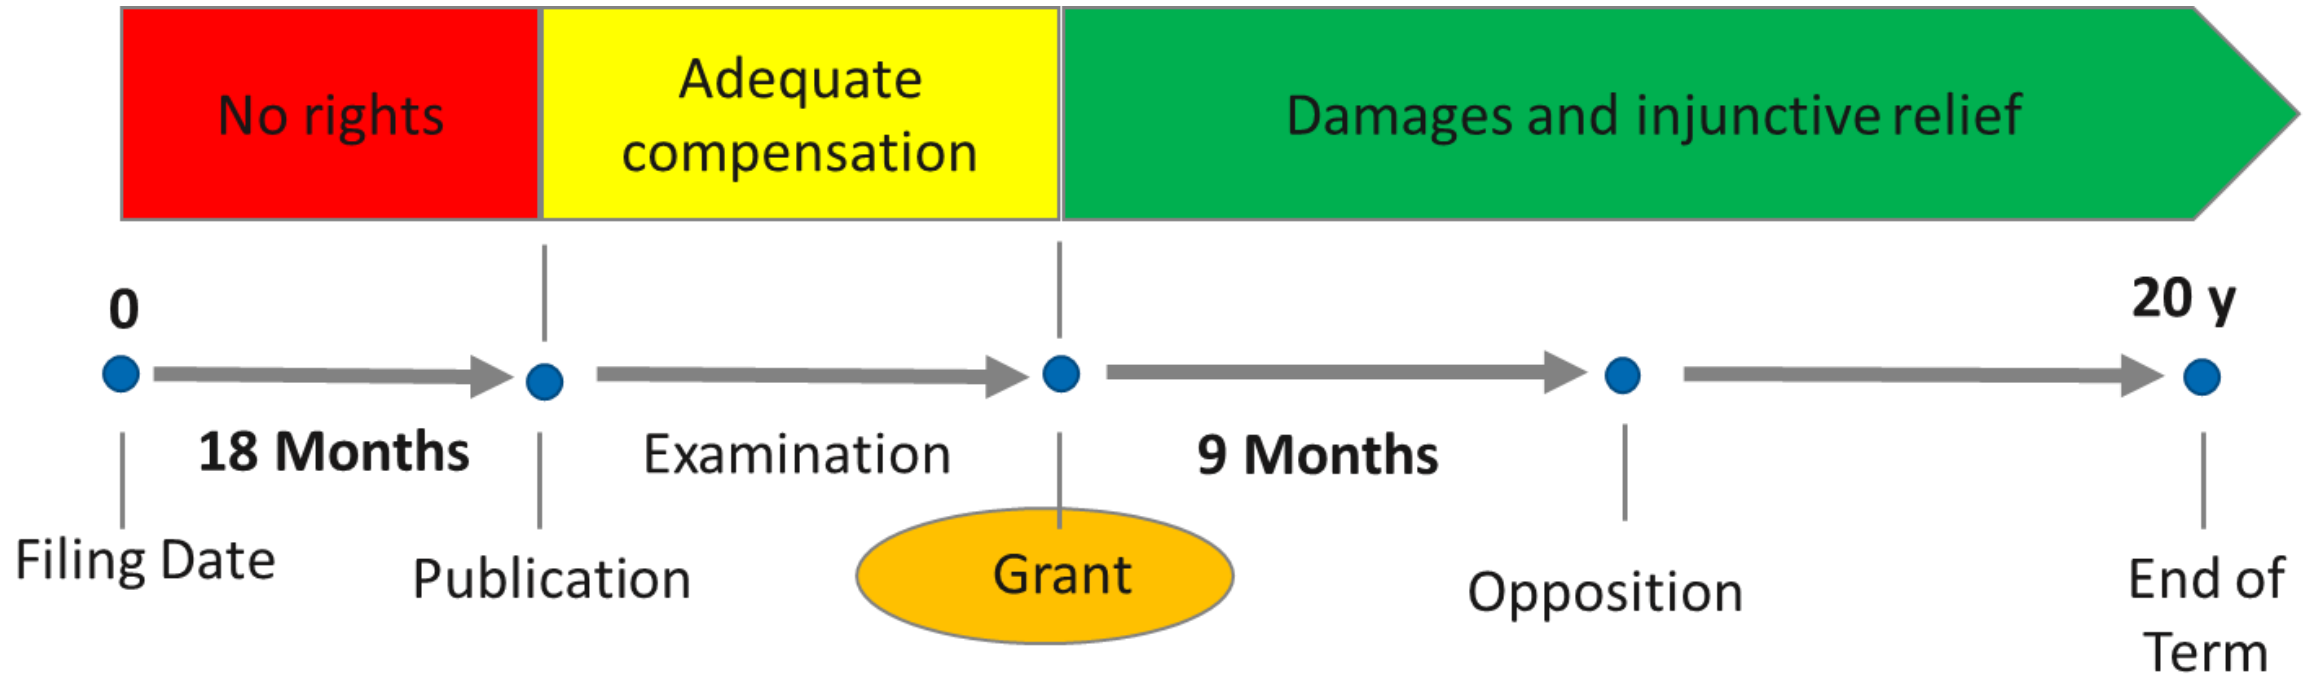 No rights
Adequate
compensation
Damages and injunctive relief
0
20 y
18 Months
Examination
9 Months
Filing Date
Publication
Grant
Opposition
End of
Term